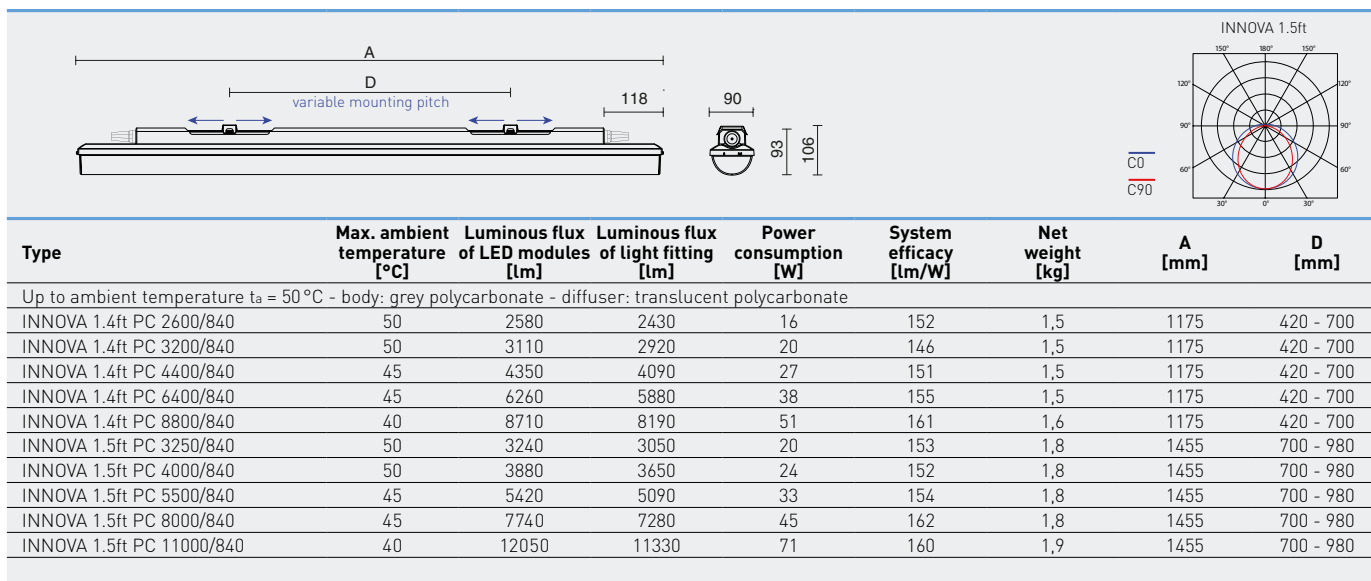 INNOVA 1.5ft
150° 180° 150°
120° 120°
90° 90°
60° 60°
30° 0° 30°
C0
C90
A
D
variable mounting pitch
118
90
93
106
Type Max. ambient temperature [°C] Luminous flux of LED modules [lm] Luminous flux of light fitting [lm] Power consumption [W] System efficacy [lm/W] Net weight [kg] A [mm] D [mm]
Up to ambient temperature ta = 50 °C - body: grey polycarbonate - diffuser: translucent polycarbonate
INNOVA 1.4ft PC 2600/840 50 2580 2430 16 152 1,5 1175 420 - 700
INNOVA 1.4ft PC 3200/840 50 3110 2920 20 146 1,5 1175 420 - 700
INNOVA 1.4ft PC 4400/840 45 4350 4090 27 151 1,5 1175 420 - 700
INNOVA 1.4ft PC 6400/840 45 6260 5880 38 155 1,5 1175 420 - 700
INNOVA 1.4ft PC 8800/840 40 8710 8190 51 161 1,6 1175 420 - 700
INNOVA 1.5ft PC 3250/840 50 3240 3050 20 153 1,8 1455 700 - 980
INNOVA 1.5ft PC 4000/840 50 3880 3650 24 152 1,8 1455 700 - 980
INNOVA 1.5ft PC 5500/840 45 5420 5090 33 154 1,8 1455 700 - 980
INNOVA 1.5ft PC 8000/840 45 7740 7280 45 162 1,8 1455 700 - 980
INNOVA 1.5ft PC 11000/840 40 12050 11330 71 160 1,9 1455 700 - 980